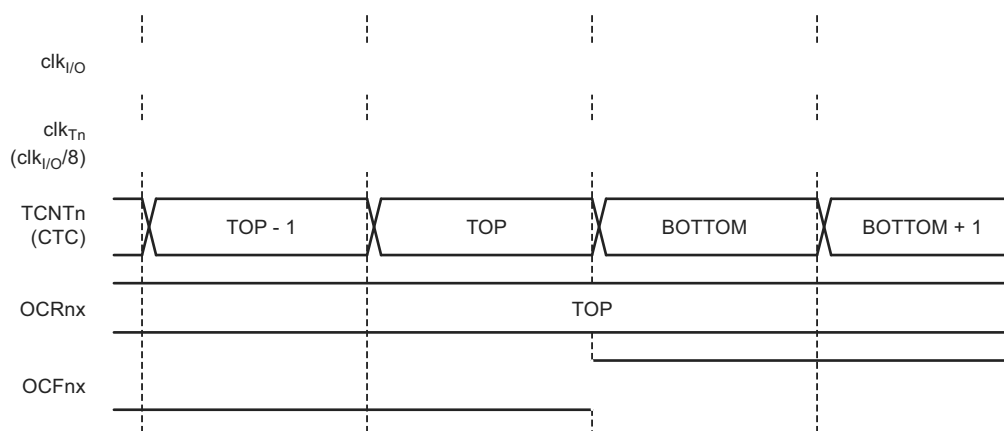 clkI/O
clkTn
(clkI/O/8)
TCNTn
(CTC)
TOP - 1
TOP
BOTTOM
BOTTOM + 1
OCRnx
TOP
OCFnx